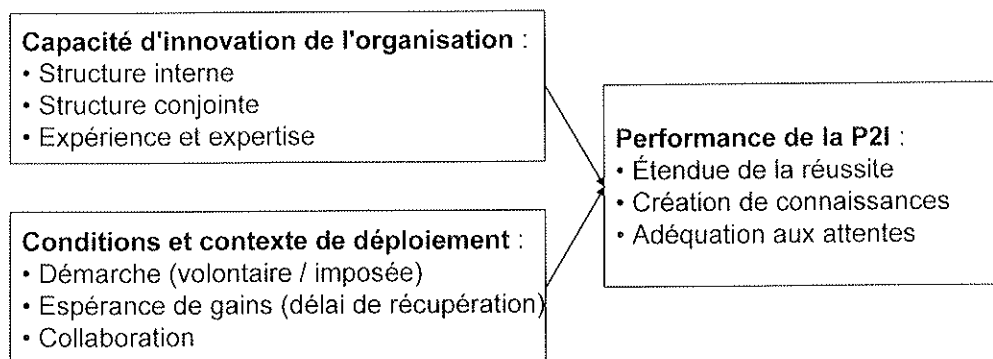 Capacité d'innovation de l'organisation :
• Structure interne
• Structure conjointe
• Expérience et expertise
Performance de la P2I :
• Étendue de la réussite
• Création de connaissances
• Adéquation aux attentes
Conditions et contexte de déploiement :
• Démarche (volontaire / imposée)
• Espérance de gains (délai de récupération)
• Collaboration